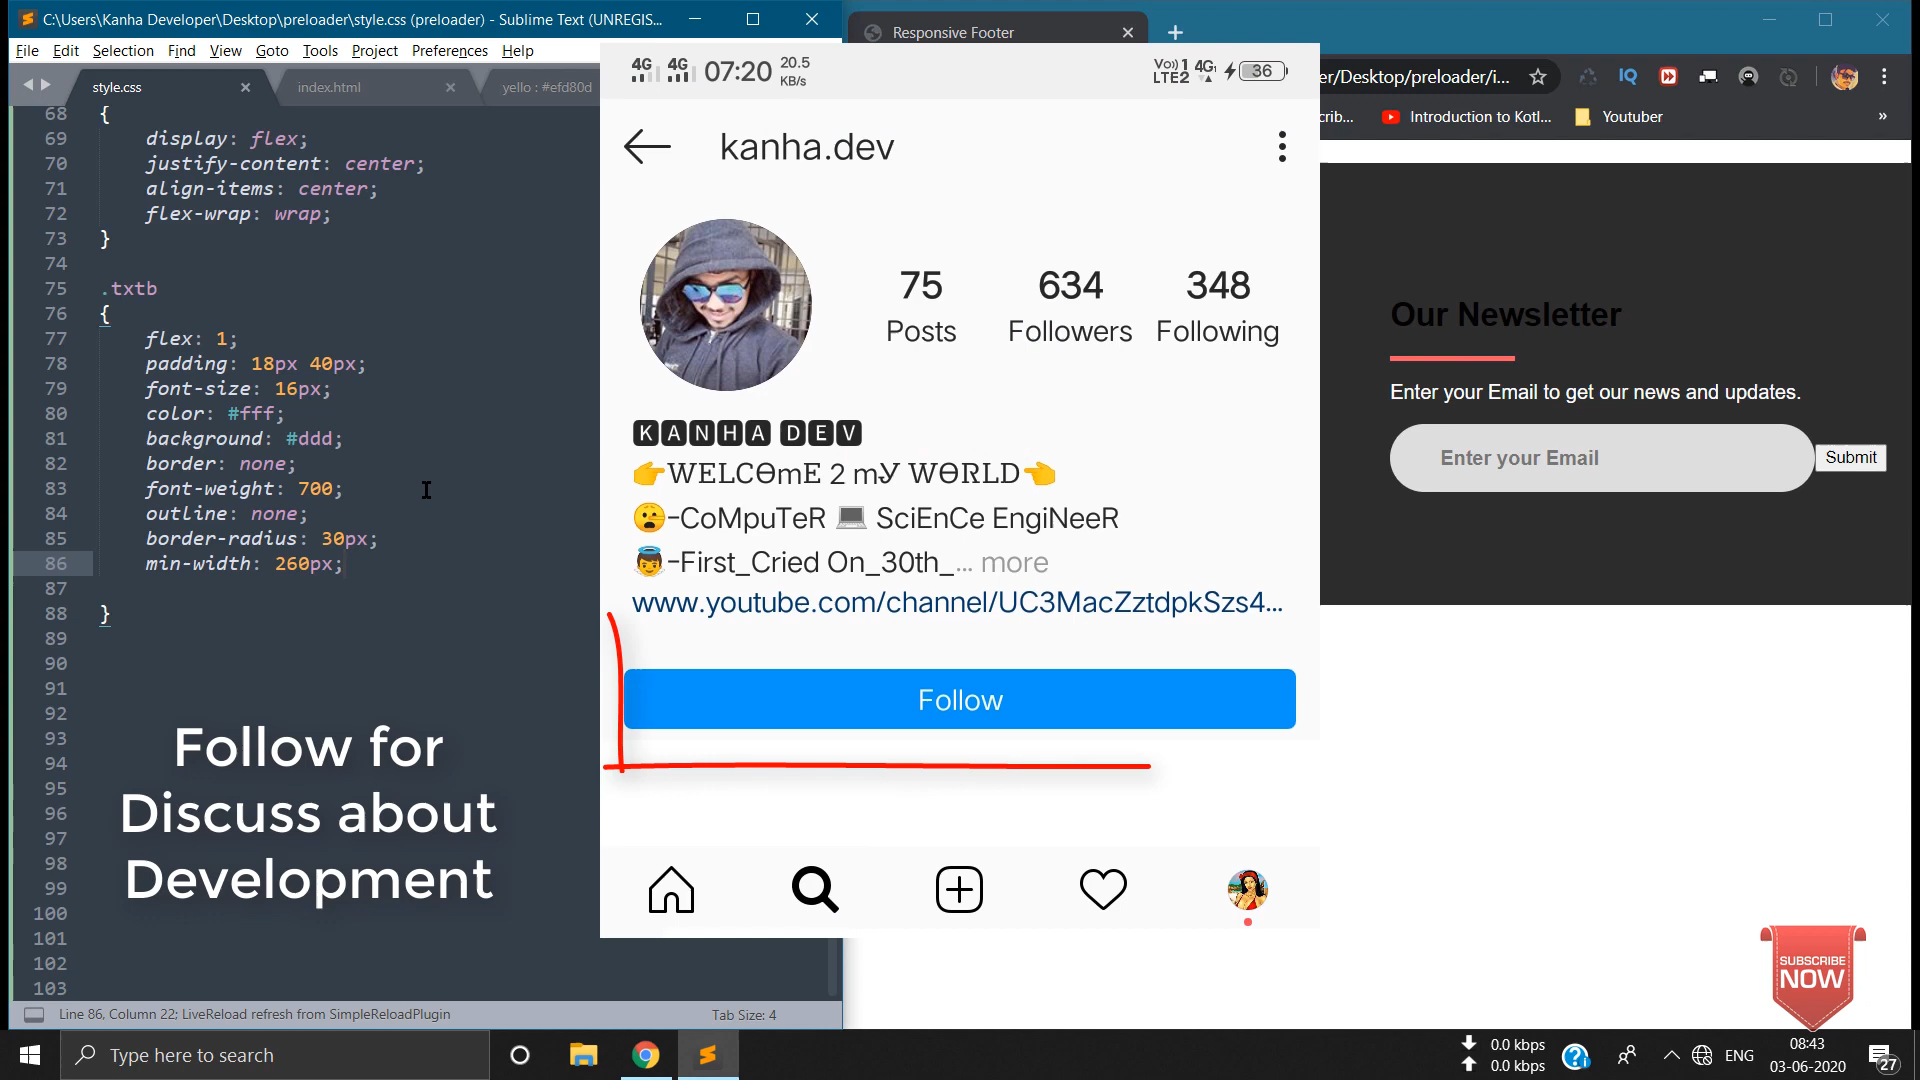 C:\Users\Kanha Developer\Desktop\preloader\style.css (preloader) - Sublime Text (UNREGIS...
File Edit Selection Find View Goto Tools Project Preferences Help
style.css
index.html
yello : #efd80d
68 {
69 display: flex;
70 justify-content: center;
71 align-items: center;
72 flex-wrap: wrap;
73 }
74
75 .txtb
76 {
77 flex: 1;
78 padding: 18px 40px;
79 font-size: 16px;
80 color: #fff;
81 background: #ddd;
82 border: none;
83 font-weight: 700;
84 outline: none;
85 border-radius: 30px;
86 min-width: 260px;
87
88 }
89
90
91
92
93
94
95
96
97
98
99
100
101
102
103
Follow for
Discuss about
Development
Line 86, Column 22; LiveReload refresh from SimpleReloadPlugin
Tab Size: 4
4G 4G 07:20 20.5
KB/s
Vo)) 1 4G
LTE2
36
kanha.dev
75
Posts
634
Followers
348
Following
KANHA DEV
👉WELCӨmE 2 mУ WӨRLD👈
-CoMpuTeR 💻 SciEnCe EngiNeeR
-First_Cried On_30th_... more
www.youtube.com/channel/UC3MacZztdpkSzs4...
Follow
Responsive Footer
er/Desktop/preloader/i...
IQ
crib...
Introduction to Kotl...
Youtuber
»
Our Newsletter
Enter your Email to get our news and updates.
Enter your Email
Submit
SUBSCRIBE
NOW
Type here to search
0.0 kbps
0.0 kbps
ENG
08:43
03-06-2020
27